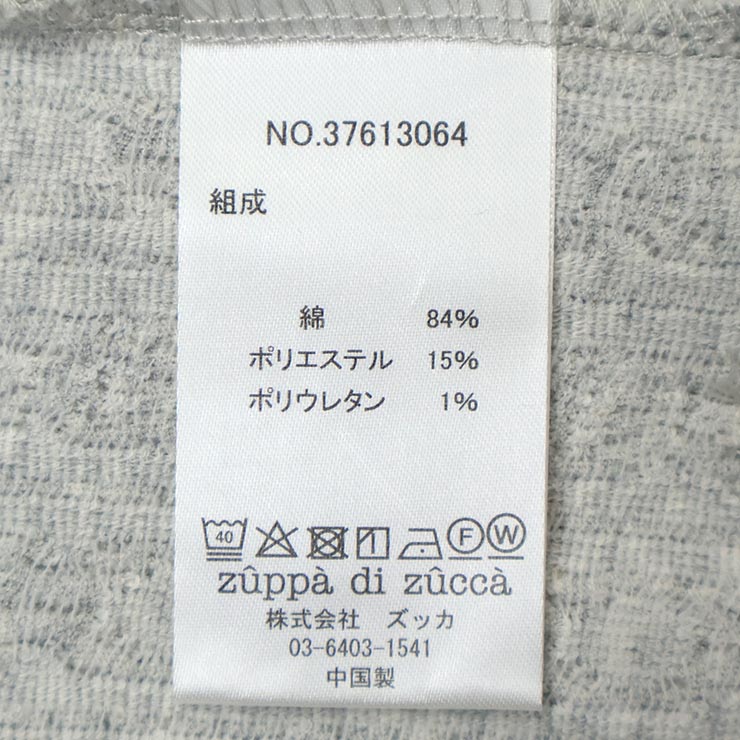 NO.37613064
組成
綿 84%
ポリエステル 15%
ポリウレタン 1%
40 F W
zûppà di zûccà
株式会社 ズッカ
03-6403-1541
中国製